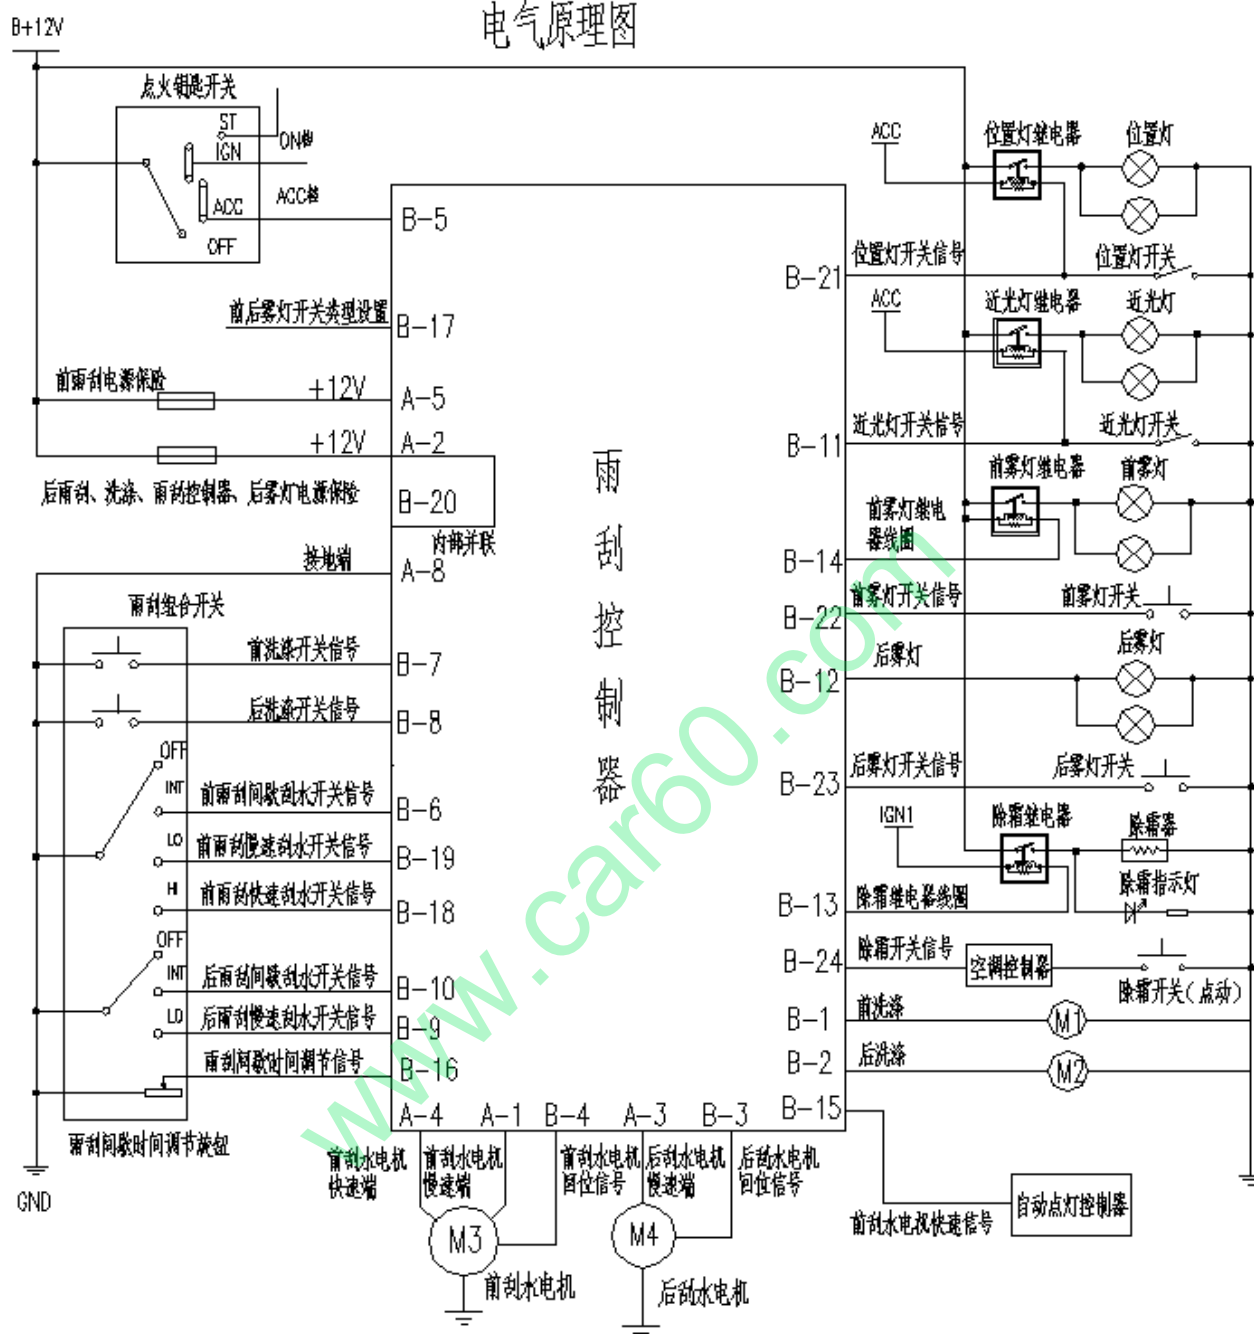 电气原理图
B+12V
点火钥匙开关
ST
IGN
ON档
ACC
ACC档
OFF
B-5
前后雾灯开关类型设置
B-17
前雨刮电源保险
+12V
A-5
+12V
A-2
后雨刮、洗涤、雨刮控制器、后雾灯电源保险
B-20
内部并联
接地端
A-8
雨刮组合开关
前洗涤开关信号
B-7
后洗涤开关信号
B-8
OFF
INT
前雨刮间歇刮水开关信号
B-6
LO
前雨刮慢速刮水开关信号
B-19
HI
前雨刮快速刮水开关信号
B-18
OFF
INT
后雨刮间歇刮水开关信号
B-10
LO
后雨刮慢速刮水开关信号
B-9
雨刮间歇时间调节信号
B-16
雨刮间歇时间调节旋钮
GND
雨刮控制器
A-4
A-1
B-4
A-3
B-3
前刮水电机
快速端
前刮水电机
慢速端
前刮水电机
回位信号
后刮水电机
慢速端
后刮水电机
回位信号
M3
前刮水电机
M4
后刮水电机
ACC
位置灯继电器
位置灯
B-21
位置灯开关信号
位置灯开关
ACC
近光灯继电器
近光灯
B-11
近光灯开关信号
近光灯开关
前雾灯继电器
前雾灯
前雾灯继电
器线圈
B-14
B-22
前雾灯开关信号
前雾灯开关
后雾灯
后雾灯
B-12
B-23
后雾灯开关信号
后雾灯开关
IGN1
除霜继电器
除霜器
B-13
除霜继电器线圈
除霜指示灯
B-24
除霜开关信号
空调控制器
除霜开关(点动)
B-1
前洗涤
M1
B-2
后洗涤
M2
B-15
前刮水电机快速信号
自动点灯控制器
www.car60.com